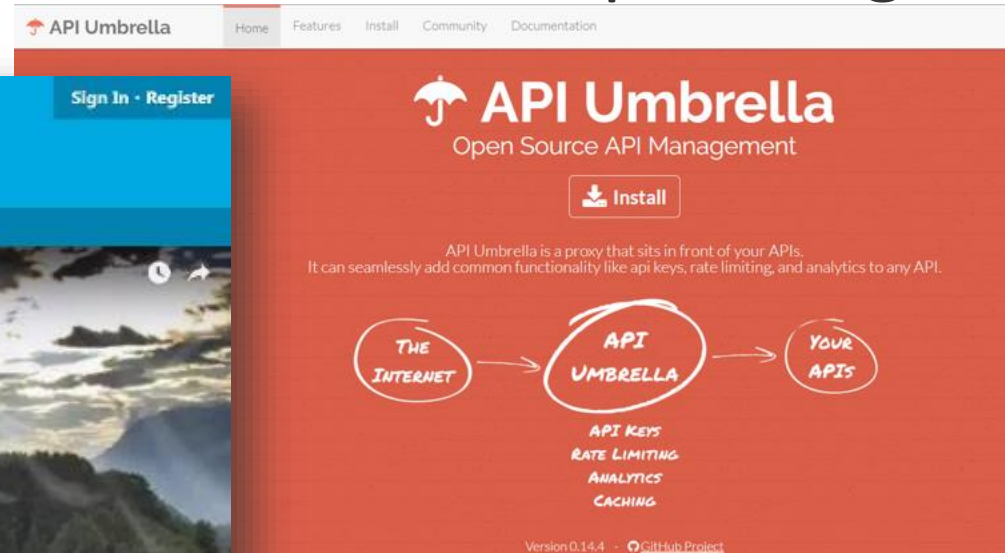 API Umbrella
Home Features Install Community Documentation
Sign In · Register
API Umbrella
Open Source API Management
Install
API Umbrella is a proxy that sits in front of your APIs.
It can seamlessly add common functionality like api keys, rate limiting, and analytics to any API.
THE
INTERNET
API
UMBRELLA
YOUR
APIS
API KEYS
RATE LIMITING
ANALYTICS
CACHING
Version 0.14.4 - GitHub Project